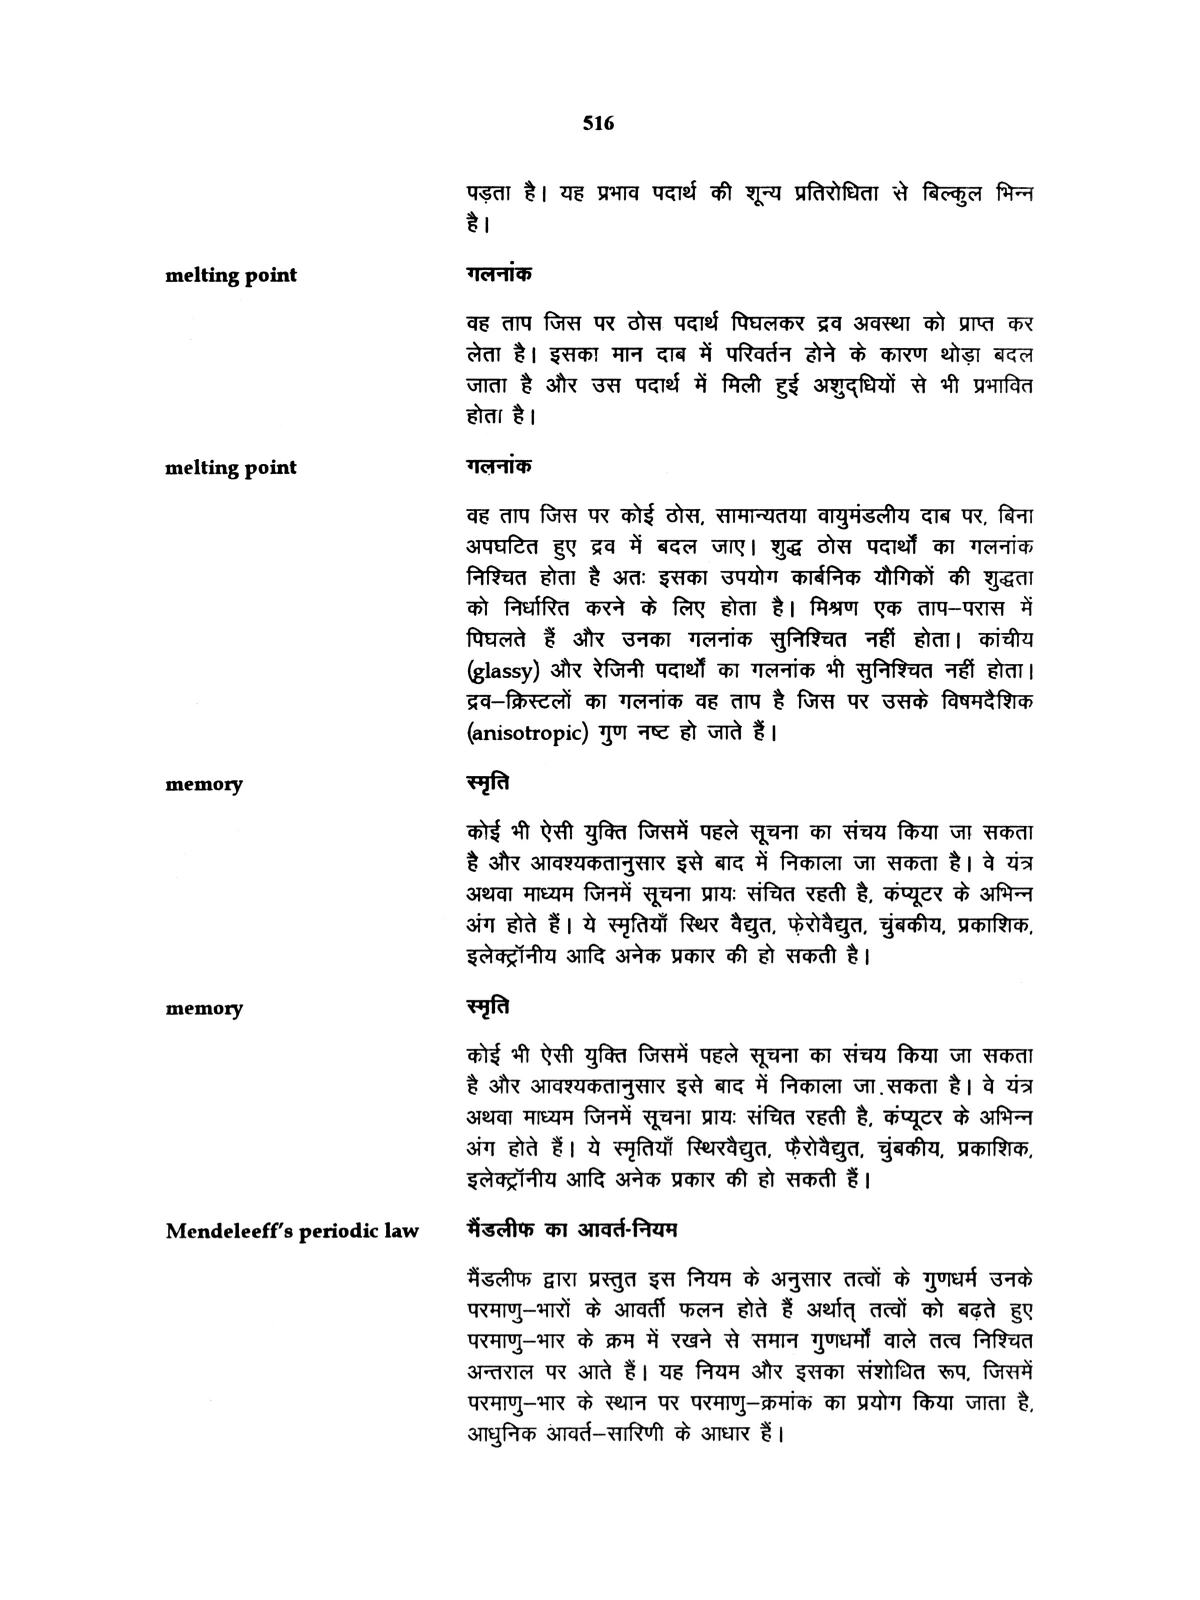 516
पड़ता है। यह प्रभाव पदार्थ की शून्य प्रतिरोधिता से बिल्कुल भिन्न
है।
melting point गलनांक
वह ताप जिस पर ठोस पदार्थ पिघलकर द्रव अवस्था को प्राप्त कर
लेता है। इसका मान दाब में परिवर्तन होने के कारण थोड़ा बदल
जाता है और उस पदार्थ में मिली हुई अशुद्धियों से भी प्रभावित
होता है।
melting point गलनांक
वह ताप जिस पर कोई ठोस, सामान्यतया वायुमंडलीय दाब पर, बिना
अपघटित हुए द्रव में बदल जाए। शुद्ध ठोस पदार्थों का गलनांक
निश्चित होता है अतः इसका उपयोग कार्बनिक यौगिकों की शुद्धता
को निर्धारित करने के लिए होता है। मिश्रण एक ताप–परास में
पिघलते हैं और उनका गलनांक सुनिश्चित नहीं होता। कांचीय
(glassy) और रेजिनी पदार्थों का गलनांक भी सुनिश्चित नहीं होता।
द्रव–क्रिस्टलों का गलनांक वह ताप है जिस पर उसके विषमदैशिक
(anisotropic) गुण नष्ट हो जाते हैं।
memory स्मृति
कोई भी ऐसी युक्ति जिसमें पहले सूचना का संचय किया जा सकता
है और आवश्यकतानुसार इसे बाद में निकाला जा सकता है। वे यंत्र
अथवा माध्यम जिनमें सूचना प्रायः संचित रहती है, कंप्यूटर के अभिन्न
अंग होते हैं। ये स्मृतियाँ स्थिर वैद्युत, फ़ेरोवैद्युत, चुंबकीय, प्रकाशिक,
इलेक्ट्रॉनीय आदि अनेक प्रकार की हो सकती है।
memory स्मृति
कोई भी ऐसी युक्ति जिसमें पहले सूचना का संचय किया जा सकता
है और आवश्यकतानुसार इसे बाद में निकाला जा सकता है। वे यंत्र
अथवा माध्यम जिनमें सूचना प्रायः संचित रहती है, कंप्यूटर के अभिन्न
अंग होते हैं। ये स्मृतियाँ स्थिरवैद्युत, फ़ैरोवैद्युत, चुंबकीय, प्रकाशिक,
इलेक्ट्रॉनीय आदि अनेक प्रकार की हो सकती हैं।
Mendeleeff's periodic law मैंडलीफ का आवर्त-नियम
मैंडलीफ द्वारा प्रस्तुत इस नियम के अनुसार तत्वों के गुणधर्म उनके
परमाणु–भारों के आवर्ती फलन होते हैं अर्थात् तत्वों को बढ़ते हुए
परमाणु–भार के क्रम में रखने से समान गुणधर्मों वाले तत्व निश्चित
अन्तराल पर आते हैं। यह नियम और इसका संशोधित रूप, जिसमें
परमाणु–भार के स्थान पर परमाणु–क्रमांक का प्रयोग किया जाता है,
आधुनिक आवर्त–सारिणी के आधार हैं।